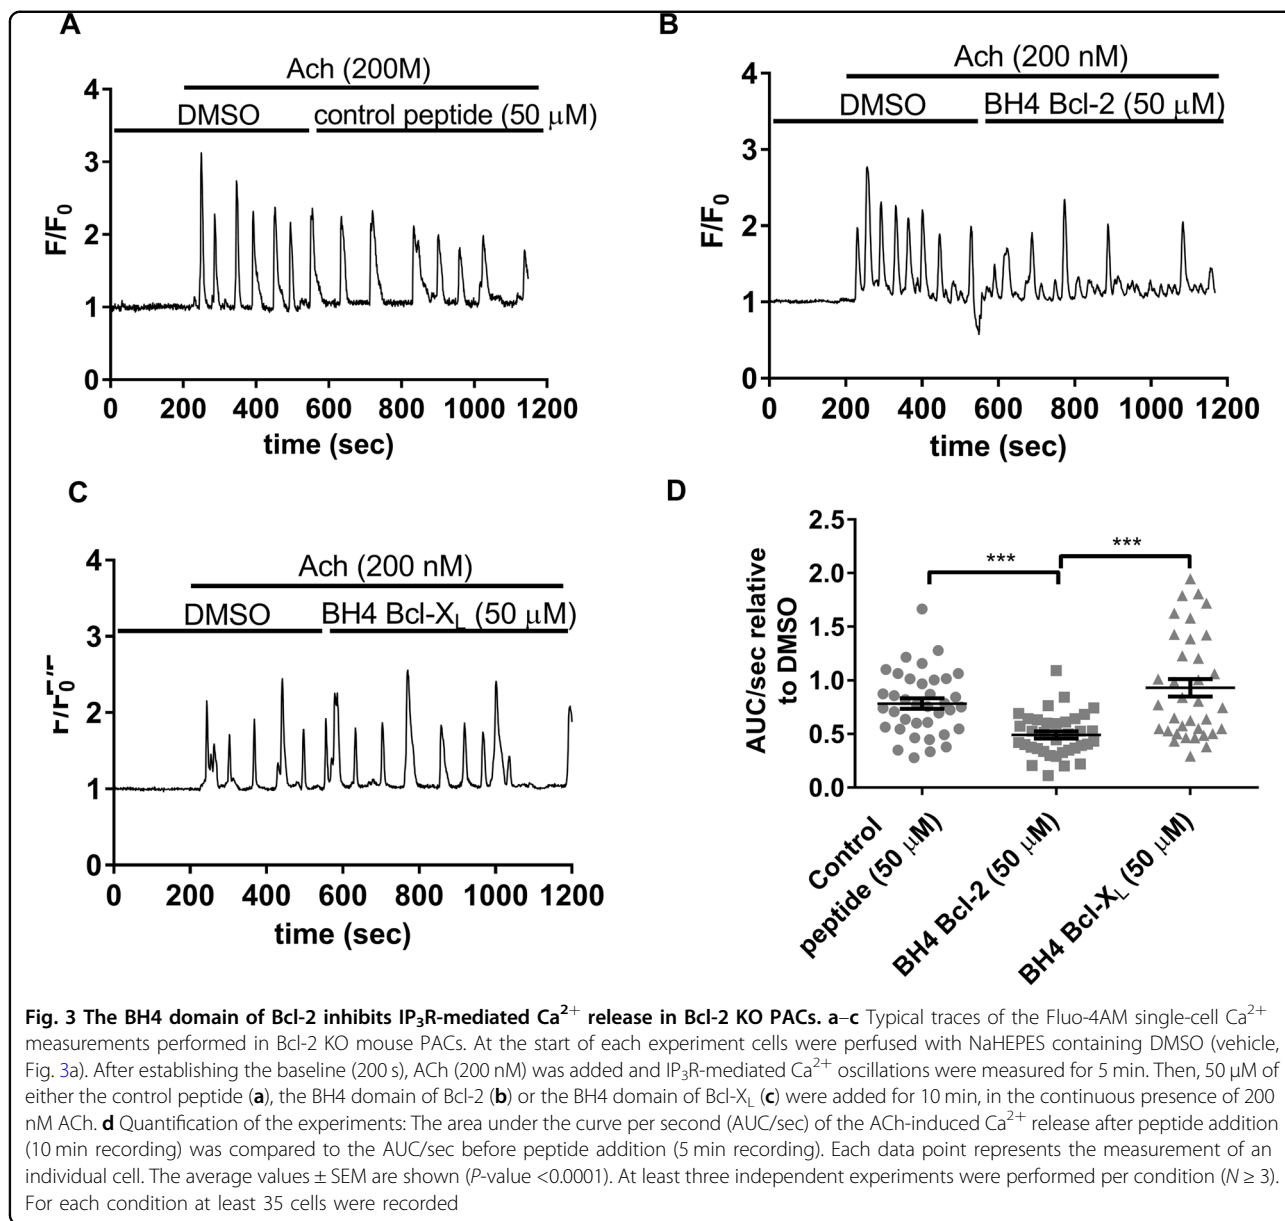 A
Ach (200M)
DMSO
control peptide (50 μM)
4
3
2
1
0
F/F0
0 200 400 600 800 1000 1200
time (sec)
B
Ach (200 nM)
DMSO
BH4 Bcl-2 (50 μM)
4
3
2
1
0
F/F0
0 200 400 600 800 1000 1200
time (sec)
C
Ach (200 nM)
DMSO
BH4 Bcl-XL (50 μM)
4
3
2
1
0
0 200 400 600 800 1000 1200
time (sec)
D
AUC/sec relative
to DMSO
2.5
2.0
1.5
1.0
0.5
0.0
***
***
Control
peptide (50 μM)
BH4 Bcl-2 (50 μM)
BH4 Bcl-XL (50 μM)
Fig. 3 The BH4 domain of Bcl-2 inhibits IP3R-mediated Ca2+ release in Bcl-2 KO PACs. a–c Typical traces of the Fluo-4AM single-cell Ca2+
measurements performed in Bcl-2 KO mouse PACs. At the start of each experiment cells were perfused with NaHEPES containing DMSO (vehicle,
Fig. 3a). After establishing the baseline (200 s), ACh (200 nM) was added and IP3R-mediated Ca2+ oscillations were measured for 5 min. Then, 50 μM of
either the control peptide (a), the BH4 domain of Bcl-2 (b) or the BH4 domain of Bcl-XL (c) were added for 10 min, in the continuous presence of 200
nM ACh. d Quantification of the experiments: The area under the curve per second (AUC/sec) of the ACh-induced Ca2+ release after peptide addition
(10 min recording) was compared to the AUC/sec before peptide addition (5 min recording). Each data point represents the measurement of an
individual cell. The average values ± SEM are shown (P-value <0.0001). At least three independent experiments were performed per condition (N ≥ 3).
For each condition at least 35 cells were recorded